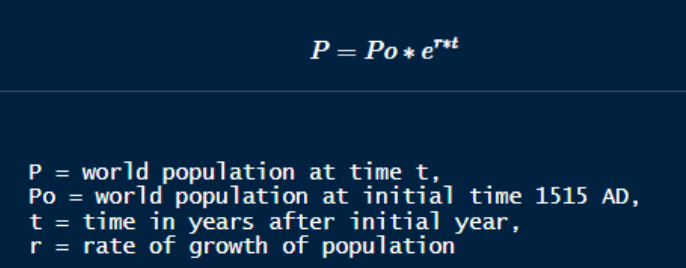 P = Po * e^{r*t}
P = world population at time t,
Po = world population at initial time 1515 AD,
t = time in years after initial year,
r = rate of growth of population